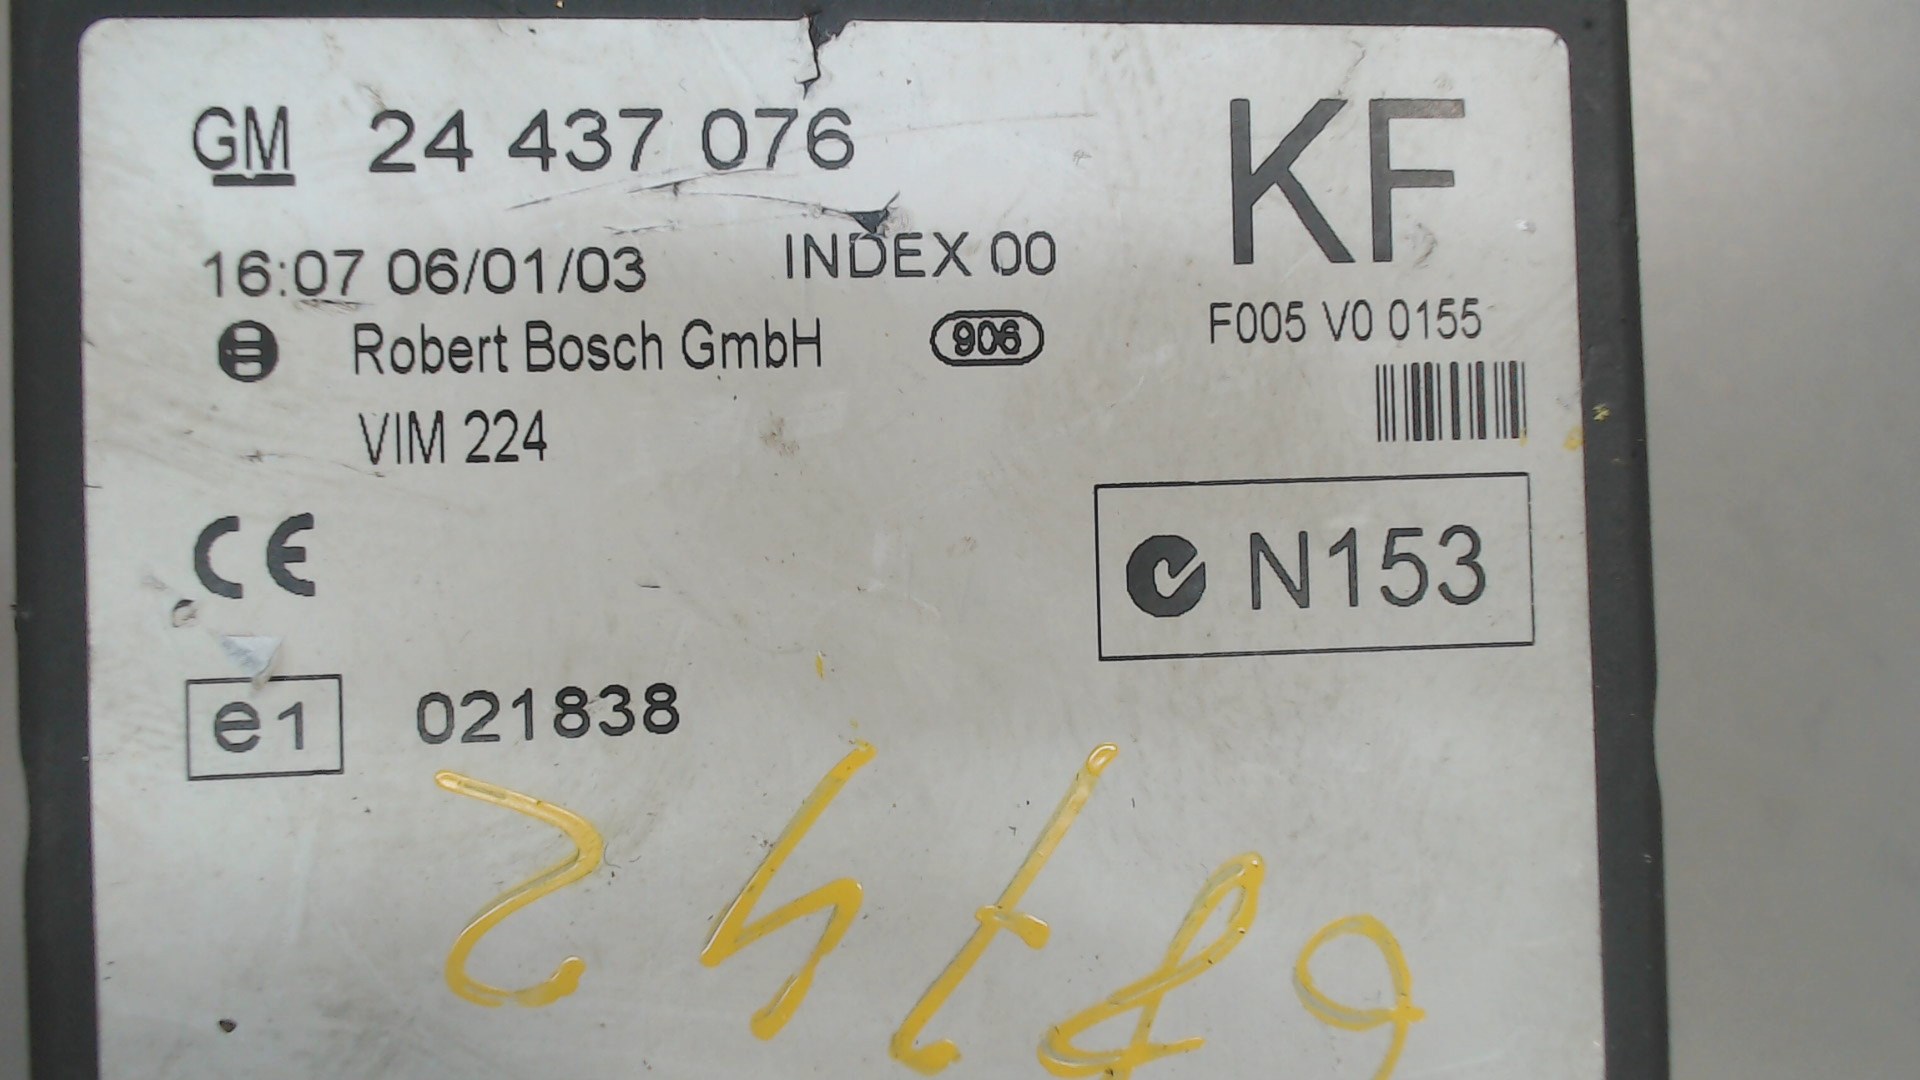 GM 24 437 076 KF
16:07 06/01/03 INDEX 00
F005 V0 0155
Robert Bosch GmbH 906
VIM 224
CE
N153
e1 021838